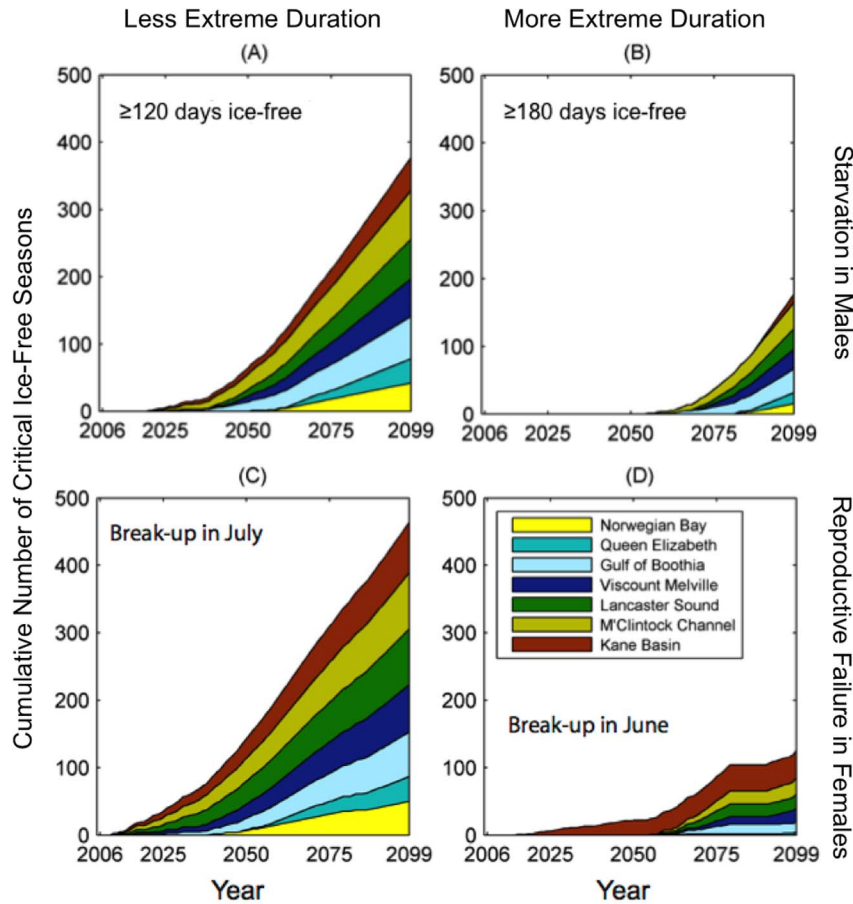 Less Extreme Duration
More Extreme Duration
(A)
(B)
500
400
300
200
100
0
≥120 days ice-free
2006 2025 2050 2075 2099
500
400
300
200
100
0
≥180 days ice-free
2006 2025 2050 2075 2099
Starvation in Males
Cumulative Number of Critical Ice-Free Seasons
(C)
(D)
500
400
300
200
100
0
Break-up in July
2006 2025 2050 2075 2099
Year
500
400
300
200
100
0
Norwegian Bay
Queen Elizabeth
Gulf of Boothia
Viscount Melville
Lancaster Sound
M'Clintock Channel
Kane Basin
Break-up in June
2006 2025 2050 2075 2099
Year
Reproductive Failure in Females